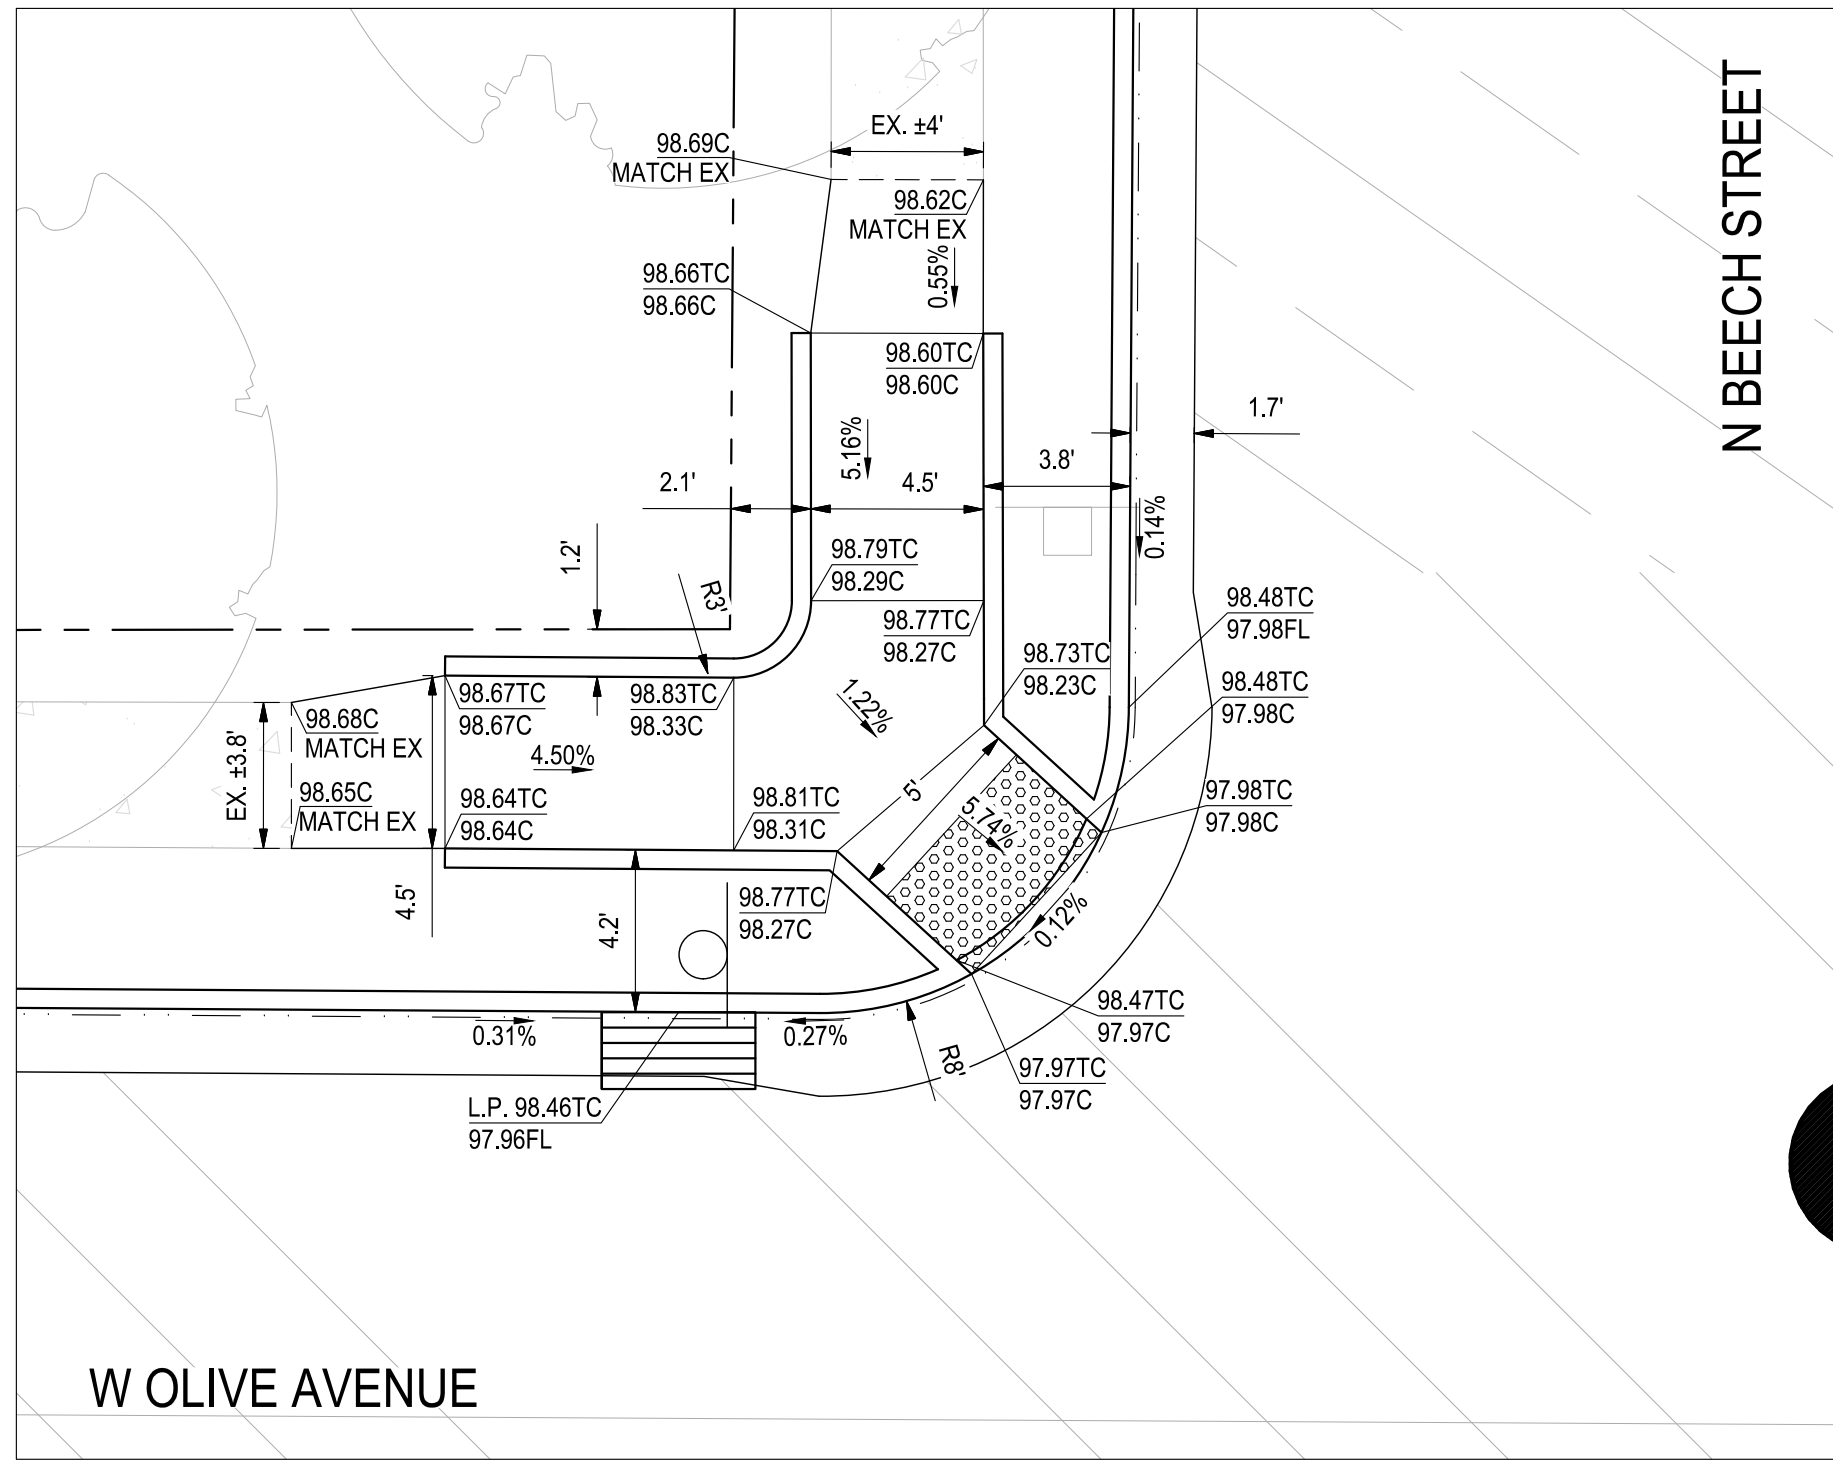 98.69C
MATCH EX
EX. ±4'
98.62C
MATCH EX
0.55%
98.66TC
98.66C
98.60TC
98.60C
N BEECH STREET
5.16%
2.1'
4.5'
3.8'
1.7'
0.14%
1.2'
R3'
98.79TC
98.29C
98.77TC
98.27C
98.48TC
97.98FL
98.73TC
98.23C
98.48TC
97.98C
98.67TC
98.67C
98.83TC
98.33C
1.22%
98.68C
MATCH EX
EX. ±3.8'
4.50%
98.65C
MATCH EX
98.64TC
98.64C
98.81TC
98.31C
5'
5.74%
97.98TC
97.98C
4.5'
4.2'
98.77TC
98.27C
0.12%
98.47TC
97.97C
0.31%
0.27%
R8'
97.97TC
97.97C
L.P. 98.46TC
97.96FL
W OLIVE AVENUE